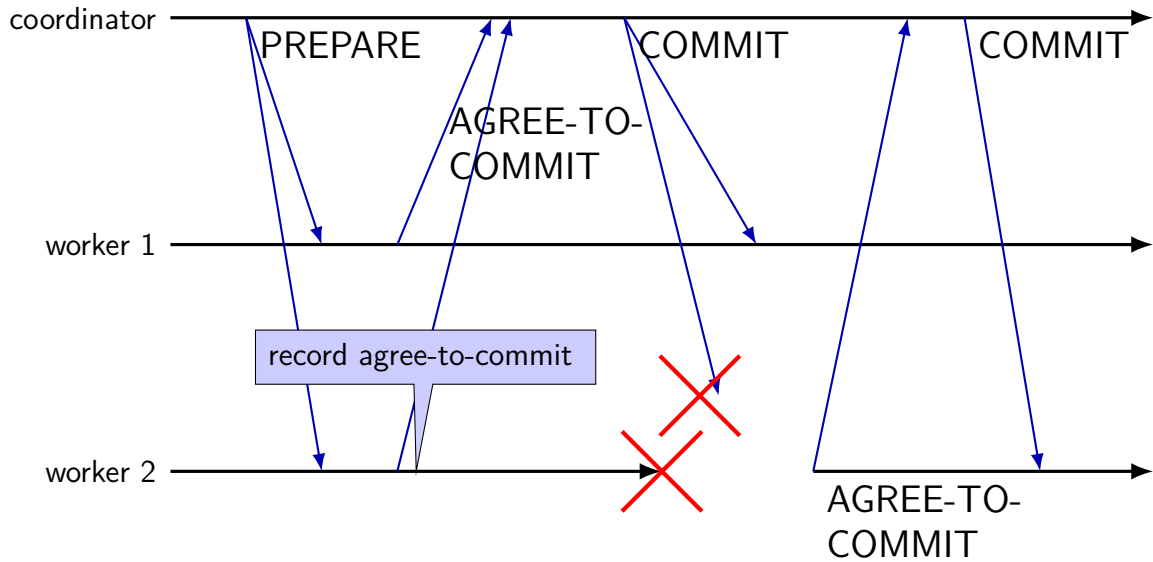 coordinator
PREPARE
COMMIT
COMMIT
AGREE-TO-
COMMIT
worker 1
record agree-to-commit
worker 2
AGREE-TO-
COMMIT